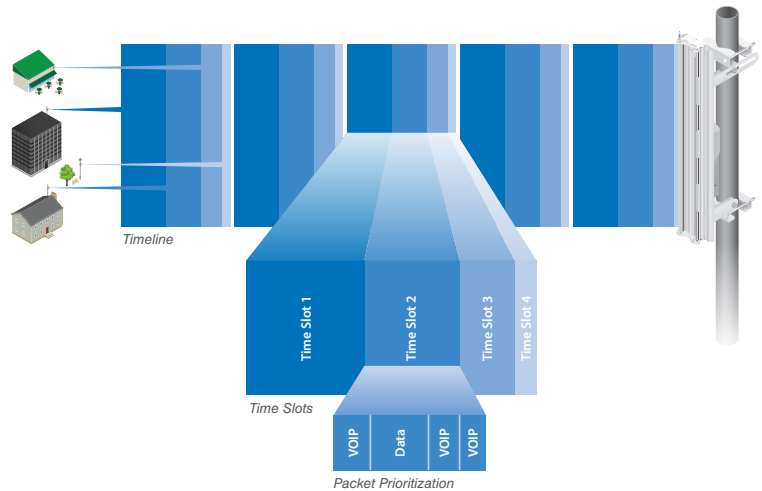 Timeline
Time Slot 1
Time Slot 2
Time Slot 3
Time Slot 4
Time Slots
VOIP
Data
VOIP
VOIP
Packet Prioritization